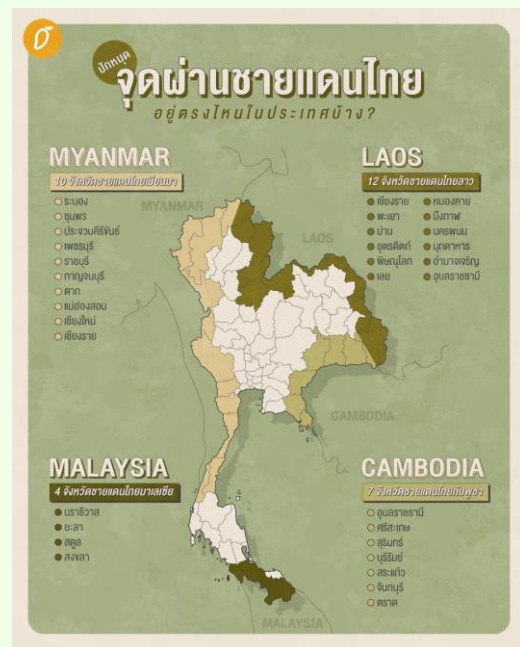 ปักหมุด
จุดผ่านชายแดนไทย
อยู่ตรงไหนในประเทศบ้าง?
MYANMAR
10 จังหวัดชายแดนไทยเมียนมา
ระนอง
ชุมพร
ประจวบคีรีขันธ์
เพชรบุรี
ราชบุรี
กาญจนบุรี
ตาก
แม่ฮ่องสอน
เชียงใหม่
เชียงราย
LAOS
12 จังหวัดชายแดนไทยลาว
เชียงราย
พะเยา
น่าน
อุตรดิตถ์
พิษณุโลก
เลย
หนองคาย
บึงกาฬ
นครพนม
มุกดาหาร
อำนาจเจริญ
อุบลราชธานี
MYANMAR
LAOS
CAMBODIA
MALAYSIA
4 จังหวัดชายแดนไทยมาเลเซีย
นราธิวาส
ยะลา
สตูล
สงขลา
CAMBODIA
7 จังหวัดชายแดนไทยกัมพูชา
อุบลราชธานี
ศรีสะเกษ
สุรินทร์
บุรีรัมย์
สระแก้ว
จันทบุรี
ตราด
MALAYSIA